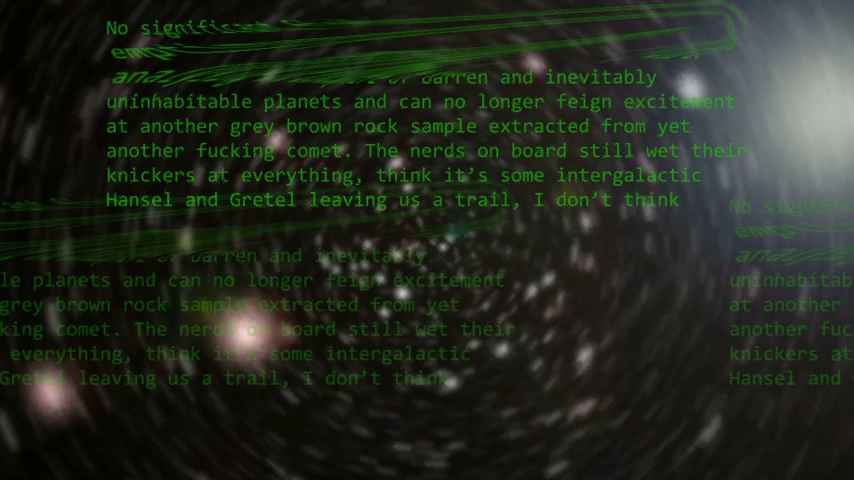 No
barren and inevitably
uninhabitable planets and can no longer feign excitement
at another grey brown rock sample extracted from yet
another fucking comet. The nerds on board still wet their
knickers at everything, think it’s some intergalactic
Hansel and Gretel leaving us a trail, I don’t think
barren and inevitably
le planets and can no longer feign excitement
grey brown rock sample extracted from yet
king comet. The nerds on board still wet their
everything, think it's some intergalactic
Gretel leaving us a trail, I don’t think
No
uninhabitab
at another
another fuc
knickers at
Hansel and